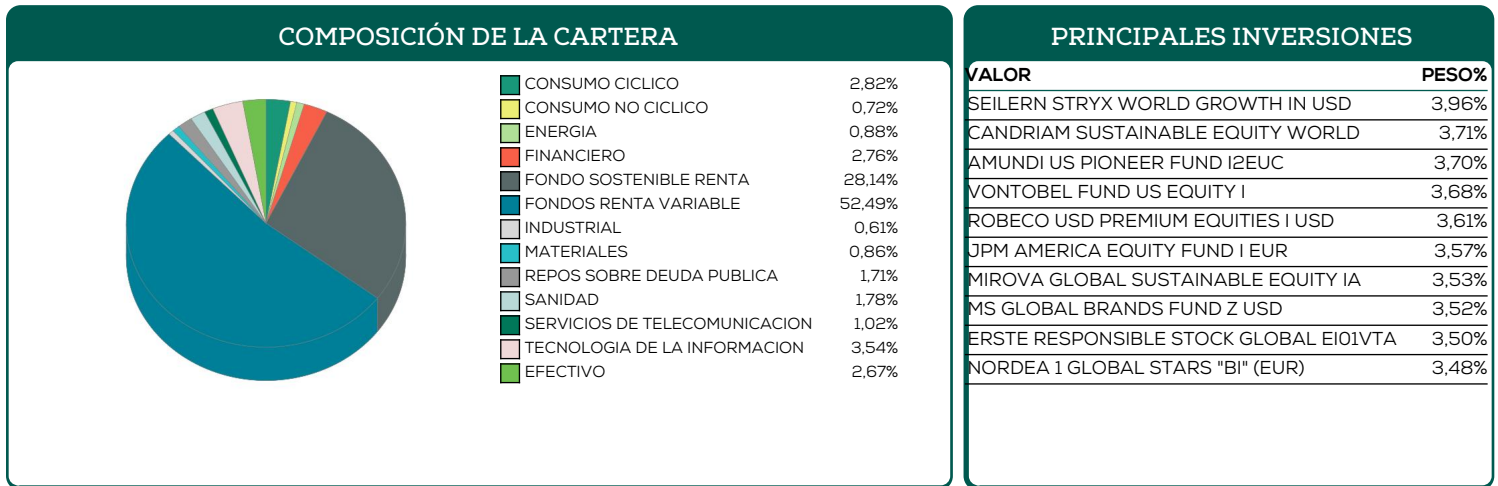 COMPOSICIÓN DE LA CARTERA
CONSUMO CICLICO 2,82%
CONSUMO NO CICLICO 0,72%
ENERGIA 0,88%
FINANCIERO 2,76%
FONDO SOSTENIBLE RENTA 28,14%
FONDOS RENTA VARIABLE 52,49%
INDUSTRIAL 0,61%
MATERIALES 0,86%
REPOS SOBRE DEUDA PUBLICA 1,71%
SANIDAD 1,78%
SERVICIOS DE TELECOMUNICACION 1,02%
TECNOLOGIA DE LA INFORMACION 3,54%
EFECTIVO 2,67%
PRINCIPALES INVERSIONES
VALOR PESO%
SEILERN STRYX WORLD GROWTH IN USD 3,96%
CANDRIAM SUSTAINABLE EQUITY WORLD 3,71%
AMUNDI US PIONEER FUND I2EUC 3,70%
VONTOBEL FUND US EQUITY I 3,68%
ROBECO USD PREMIUM EQUITIES I USD 3,61%
JPM AMERICA EQUITY FUND I EUR 3,57%
MIROVA GLOBAL SUSTAINABLE EQUITY IA 3,53%
MS GLOBAL BRANDS FUND Z USD 3,52%
ERSTE RESPONSIBLE STOCK GLOBAL EI01VTA 3,50%
NORDEA 1 GLOBAL STARS "BI" (EUR) 3,48%